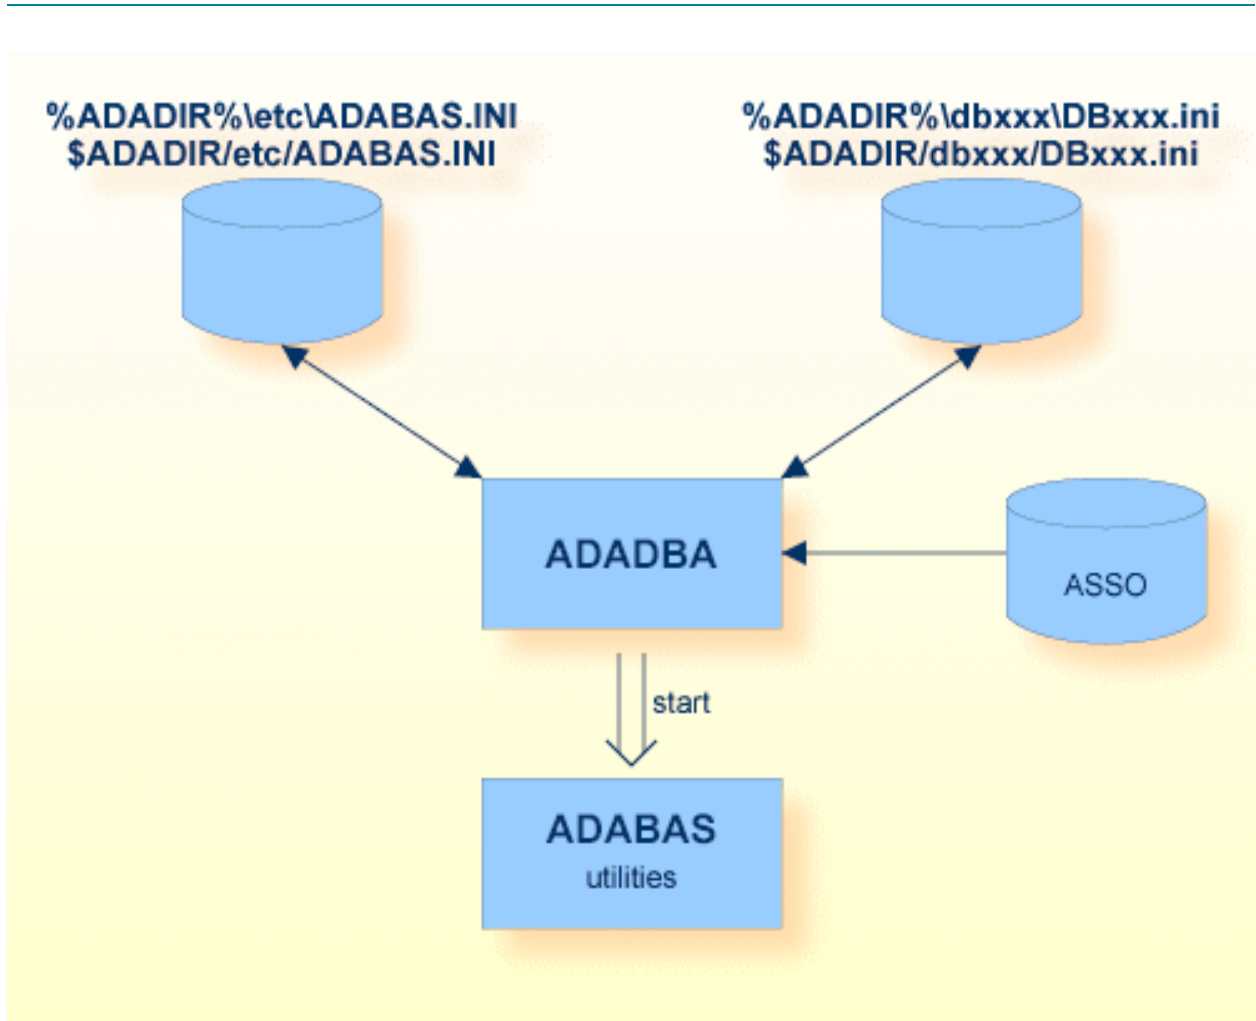 %ADADIR%\etc\ADABAS.INI
$ADADIR/etc/ADABAS.INI
%ADADIR%\dbxxx\DBxxx.ini
$ADADIR/dbxxx/DBxxx.ini
ADADBA
ASSO
start
ADABAS
utilities